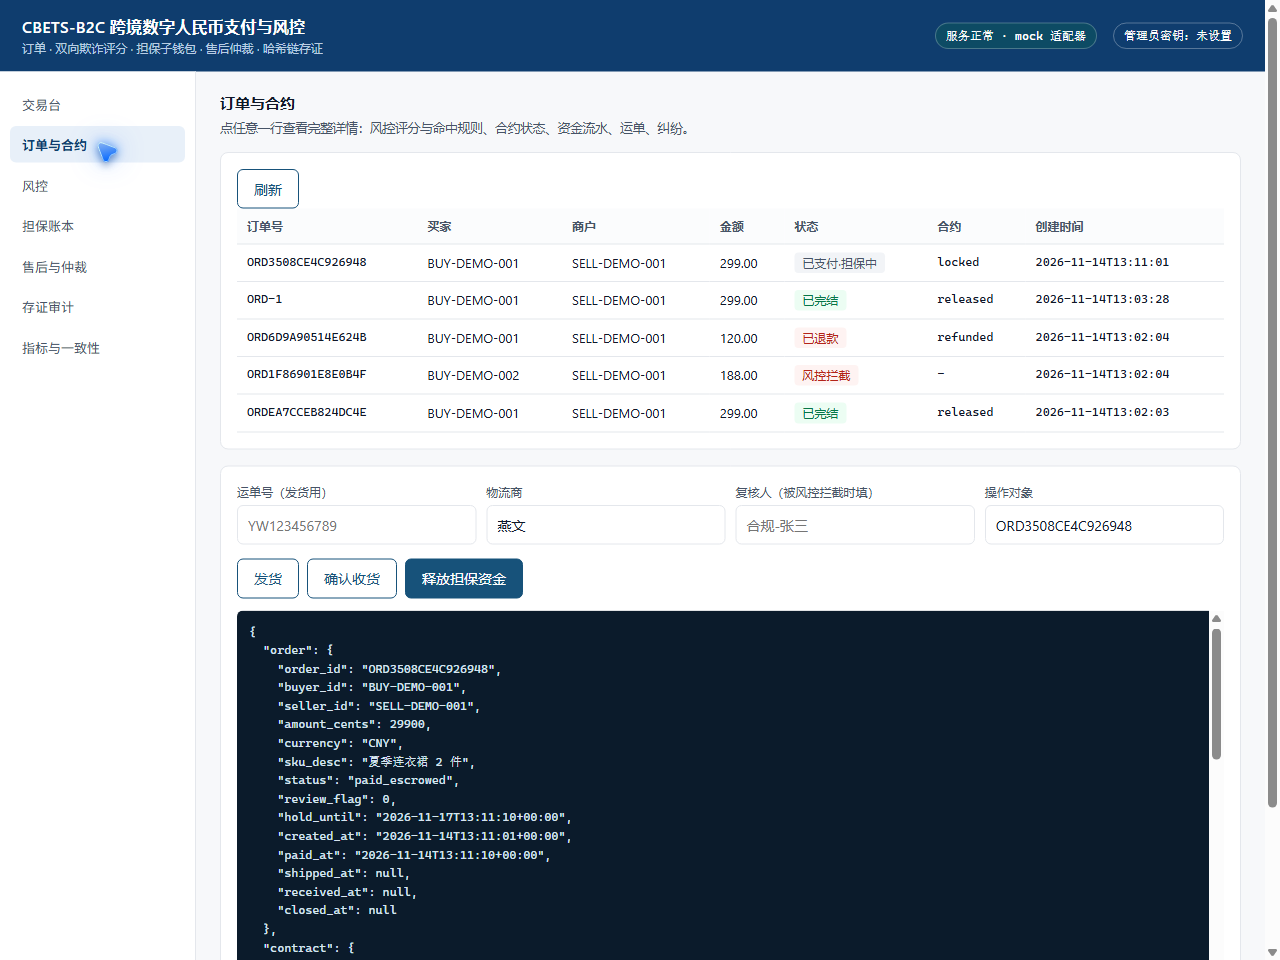 CBETS-B2C 跨境数字人民币支付与风控
订单 · 双向欺诈评分 · 担保子钱包 · 售后仲裁 · 哈希链存证
服务正常 · mock 适配器
管理员密钥: 未设置
交易台
订单与合约
风控
担保账本
售后与仲裁
存证审计
指标与一致性
订单与合约
点任意一行查看完整详情：风控评分与命中规则、合约状态、资金流水、运单、纠纷。
刷新
订单号 买家 商户 金额 状态 合约 创建时间
ORD3508CE4C926948 BUY-DEMO-001 SELL-DEMO-001 299.00 已支付·担保中 locked 2026-11-14T13:11:01
ORD-1 BUY-DEMO-001 SELL-DEMO-001 299.00 已完结 released 2026-11-14T13:03:28
ORD6D9A90514E624B BUY-DEMO-001 SELL-DEMO-001 120.00 已退款 refunded 2026-11-14T13:02:04
ORD1F86901E8E0B4F BUY-DEMO-002 SELL-DEMO-001 188.00 风控拦截 - 2026-11-14T13:02:04
ORDEA7CCEB824DC4E BUY-DEMO-001 SELL-DEMO-001 299.00 已完结 released 2026-11-14T13:02:03
运单号（发货用） 物流商 复核人（被风控拦截时填） 操作对象
YW123456789 燕文 合规-张三 ORD3508CE4C926948
发货 确认收货 释放担保资金
{
"order": {
"order_id": "ORD3508CE4C926948",
"buyer_id": "BUY-DEMO-001",
"seller_id": "SELL-DEMO-001",
"amount_cents": 29900,
"currency": "CNY",
"sku_desc": "夏季连衣裙 2 件",
"status": "paid_escrowed",
"review_flag": 0,
"hold_until": "2026-11-17T13:11:10+00:00",
"created_at": "2026-11-14T13:11:01+00:00",
"paid_at": "2026-11-14T13:11:10+00:00",
"shipped_at": null,
"received_at": null,
"closed_at": null
},
"contract": {